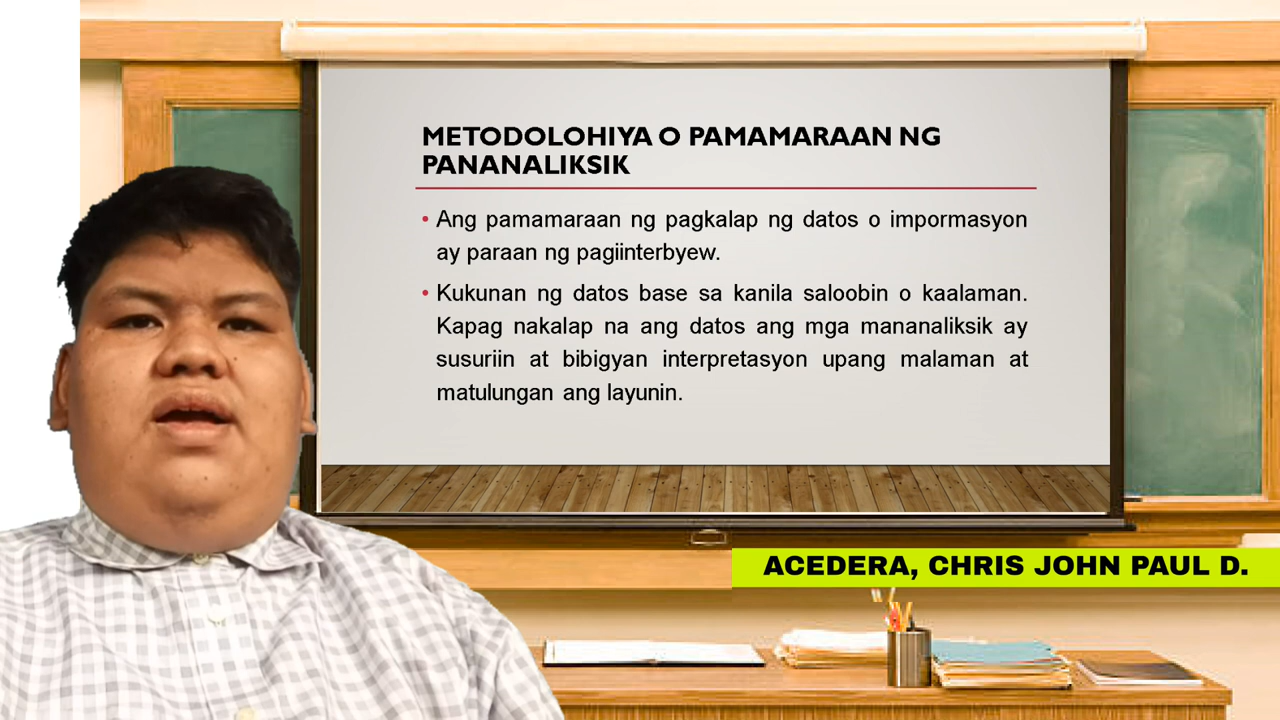 METODOLOHIYA O PAMAMARAAN NG
PANANALIKSIK
• Ang pamamaraan ng pagkalap ng datos o impormasyon
ay paraan ng pagiinterbyew.
• Kukunan ng datos base sa kanila saloobin o kaalaman.
Kapag nakalap na ang datos ang mga mananaliksik ay
susuriin at bibigyan interpretasyon upang malaman at
matulungan ang layunin.
ACEDERA, CHRIS JOHN PAUL D.